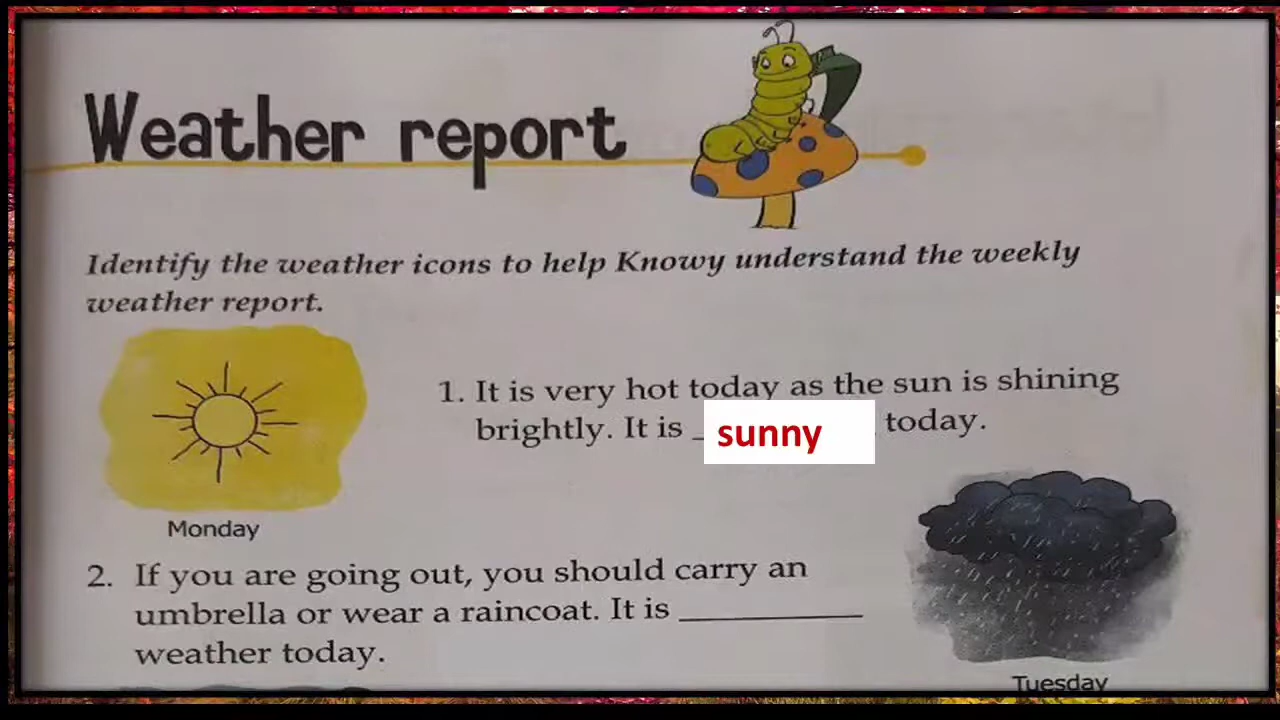 Weather report
Identify the weather icons to help Knowy understand the weekly
weather report.
1. It is very hot today as the sun is shining
brightly. It is _ sunny today.
Monday
2. If you are going out, you should carry an
umbrella or wear a raincoat. It is ____________
weather today.
Tuesday